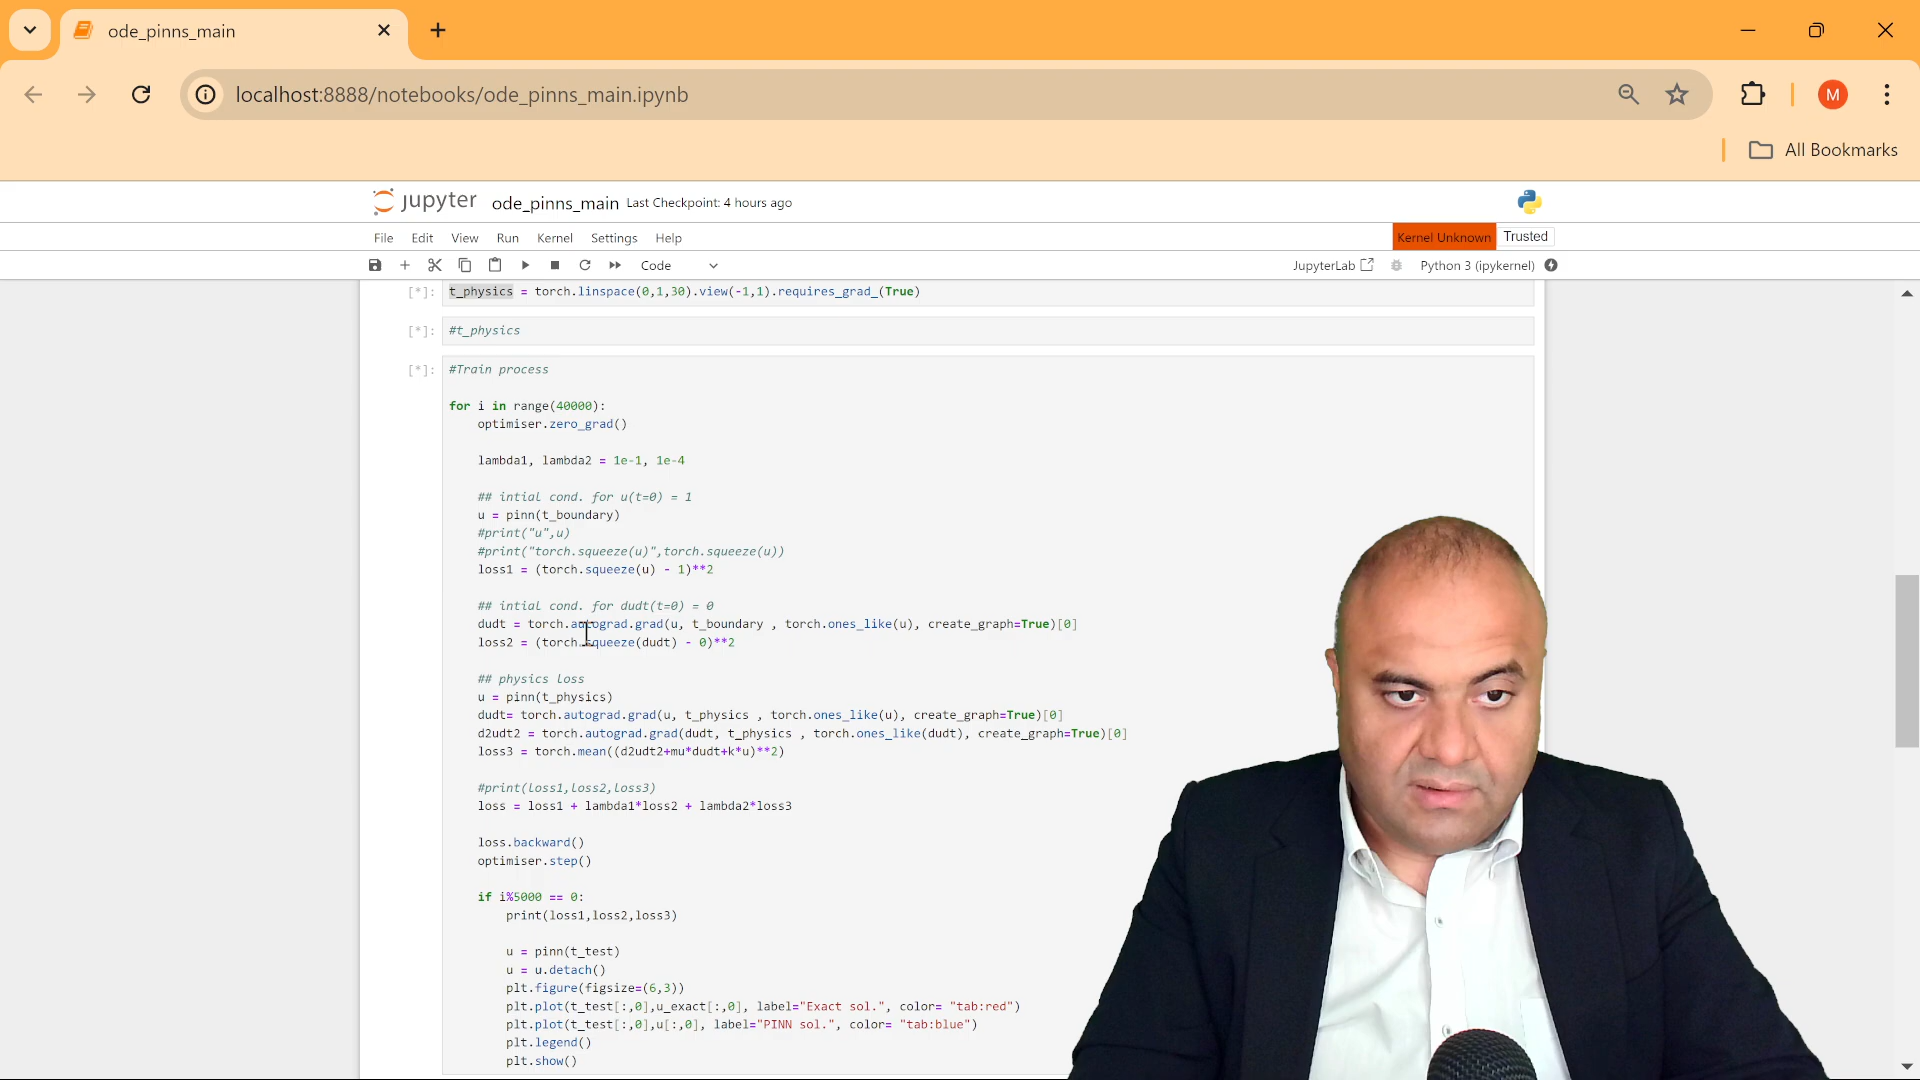 ode_pinns_main
localhost:8888/notebooks/ode_pinns_main.ipynb
M
All Bookmarks
jupyter ode_pinns_main Last Checkpoint: 4 hours ago
File Edit View Run Kernel Settings Help
Kernel Unknown Trusted
Code
JupyterLab Python 3 (ipykernel)
[*]: t_physics = torch.linspace(0,1,30).view(-1,1).requires_grad_(True)
[*]: #t_physics
[*]: #Train process
for i in range(40000):
optimiser.zero_grad()
lambda1, lambda2 = 1e-1, 1e-4
## intial cond. for u(t=0) = 1
u = pinn(t_boundary)
#print("u",u)
#print("torch.squeeze(u)",torch.squeeze(u))
loss1 = (torch.squeeze(u) - 1)**2
## intial cond. for dudt(t=0) = 0
dudt = torch.autograd.grad(u, t_boundary , torch.ones_like(u), create_graph=True)[0]
loss2 = (torch.squeeze(dudt) - 0)**2
## physics loss
u = pinn(t_physics)
dudt= torch.autograd.grad(u, t_physics , torch.ones_like(u), create_graph=True)[0]
d2udt2 = torch.autograd.grad(dudt, t_physics , torch.ones_like(dudt), create_graph=True)[0]
loss3 = torch.mean((d2udt2+mu*dudt+k*u)**2)
#print(loss1,loss2,loss3)
loss = loss1 + lambda1*loss2 + lambda2*loss3
loss.backward()
optimiser.step()
if i%5000 == 0:
print(loss1,loss2,loss3)
u = pinn(t_test)
u = u.detach()
plt.figure(figsize=(6,3))
plt.plot(t_test[:,0],u_exact[:,0], label="Exact sol.", color= "tab:red")
plt.plot(t_test[:,0],u[:,0], label="PINN sol.", color= "tab:blue")
plt.legend()
plt.show()